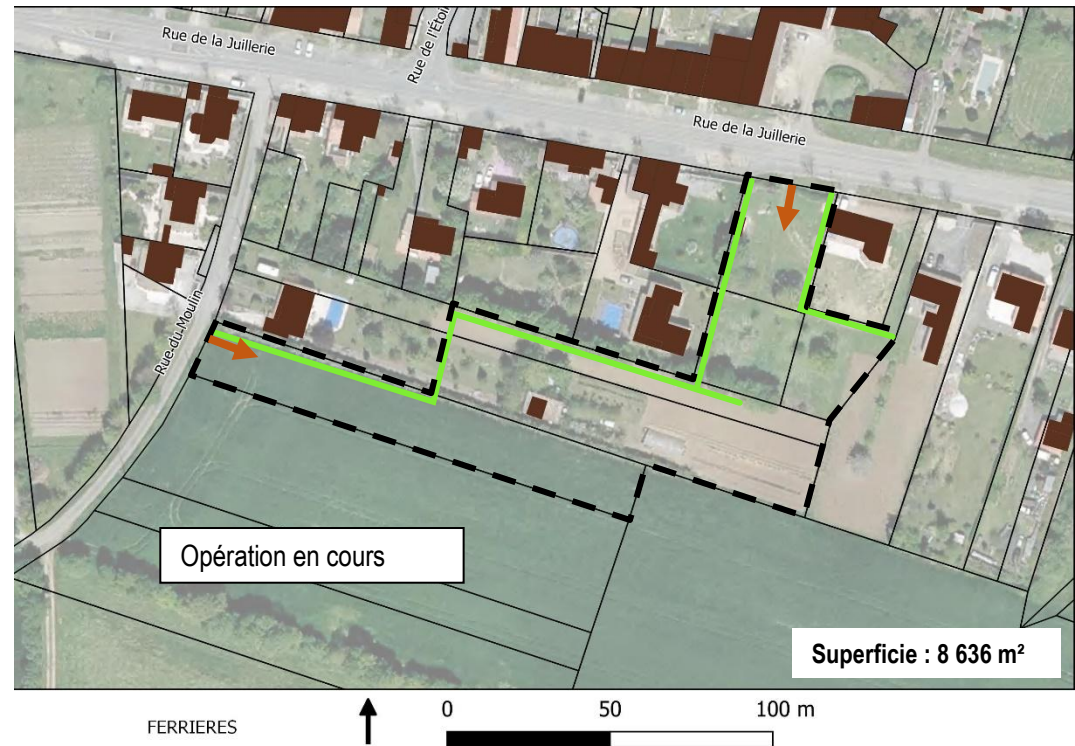 Rue de la Juillerie
Rue de l'Étoi
Rue de la Juillerie
Rue du Moulin
Opération en cours
Superficie : 8 636 m²
FERRIERES
0 50 100 m